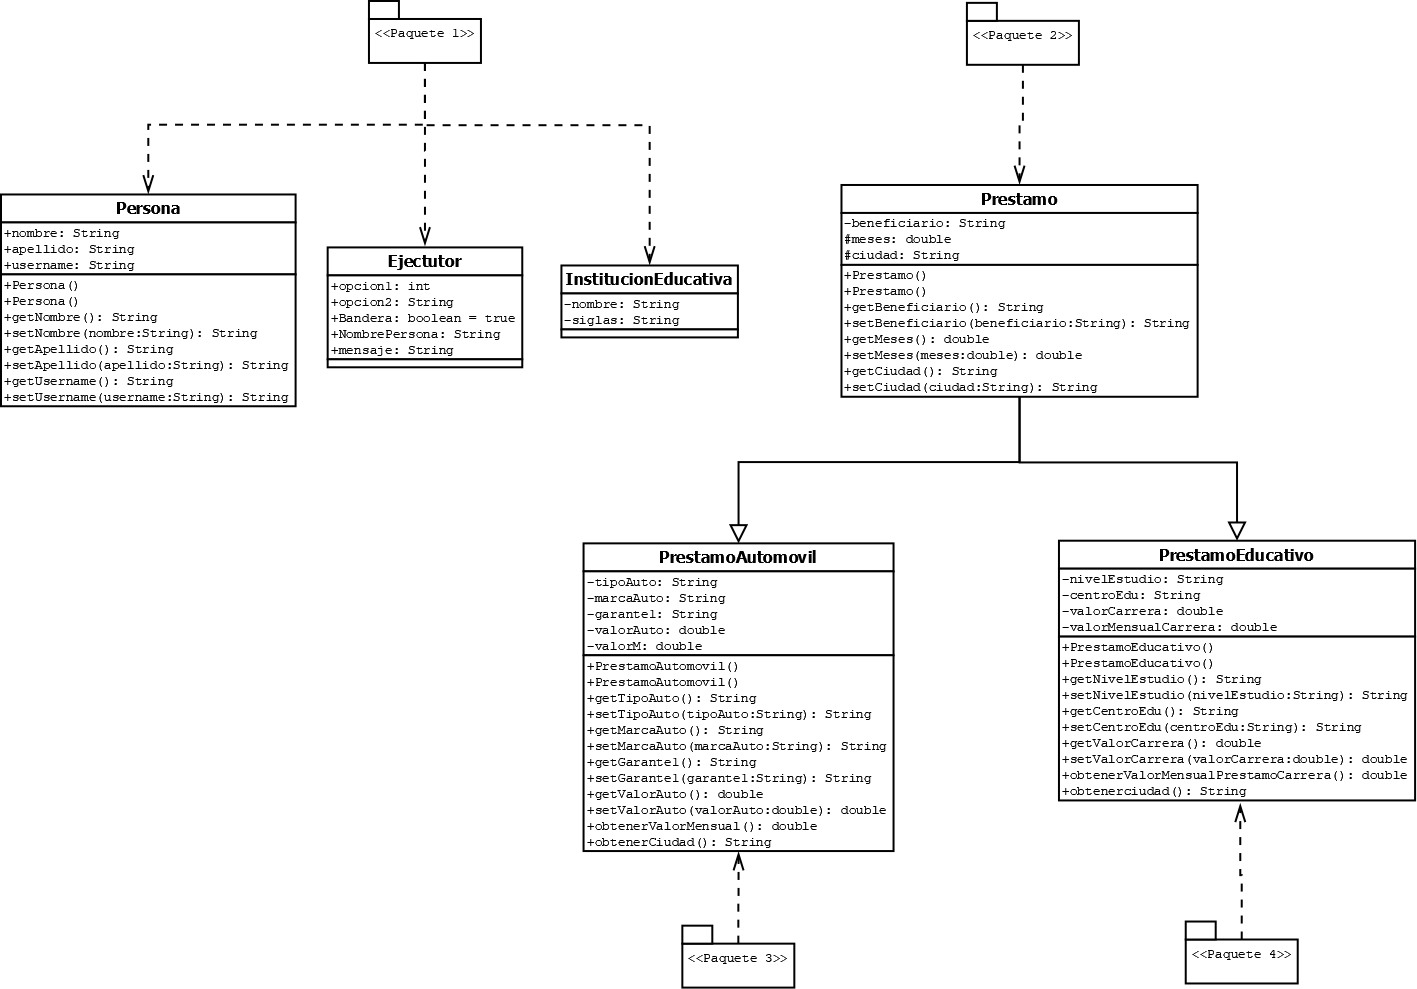 <<Paquete 1>>
<<Paquete 2>>
Persona
+nombre: String
+apellido: String
+username: String
+Persona()
+Persona()
+getNombre(): String
+setNombre(nombre:String): String
+getApellido(): String
+setApellido(apellido:String): String
+getUsername(): String
+setUsername(username:String): String
Ejectutor
+opcion1: int
+opcion2: String
+Bandera: boolean = true
+NombrePersona: String
+mensaje: String
InstitucionEducativa
-nombre: String
-siglas: String
Prestamo
-beneficiario: String
#meses: double
#ciudad: String
+Prestamo()
+Prestamo()
+getBeneficiario(): String
+setBeneficiario(beneficiario:String): String
+getMeses(): double
+setMeses(meses:double): double
+getCiudad(): String
+setCiudad(ciudad:String): String
PrestamoAutomovil
-tipoAuto: String
-marcaAuto: String
-garante1: String
-valorAuto: double
-valorM: double
+PrestamoAutomovil()
+PrestamoAutomovil()
+getTipoAuto(): String
+setTipoAuto(tipoAuto:String): String
+getMarcaAuto(): String
+setMarcaAuto(marcaAuto:String): String
+getGarante1(): String
+setGarante1(garante1:String): String
+getValorAuto(): double
+setValorAuto(valorAuto:double): double
+obtenerValorMensual(): double
+obtenerCiudad(): String
PrestamoEducativo
-nivelEstudio: String
-centroEdu: String
-valorCarrera: double
-valorMensualCarrera: double
+PrestamoEducativo()
+PrestamoEducativo()
+getNivelEstudio(): String
+setNivelEstudio(nivelEstudio:String): String
+getCentroEdu(): String
+setCentroEdu(centroEdu:String): String
+getValorCarrera(): double
+setValorCarrera(valorCarrera:double): double
+obtenerValorMensualPrestamoCarrera(): double
+obtenerciudad(): String
<<Paquete 3>>
<<Paquete 4>>